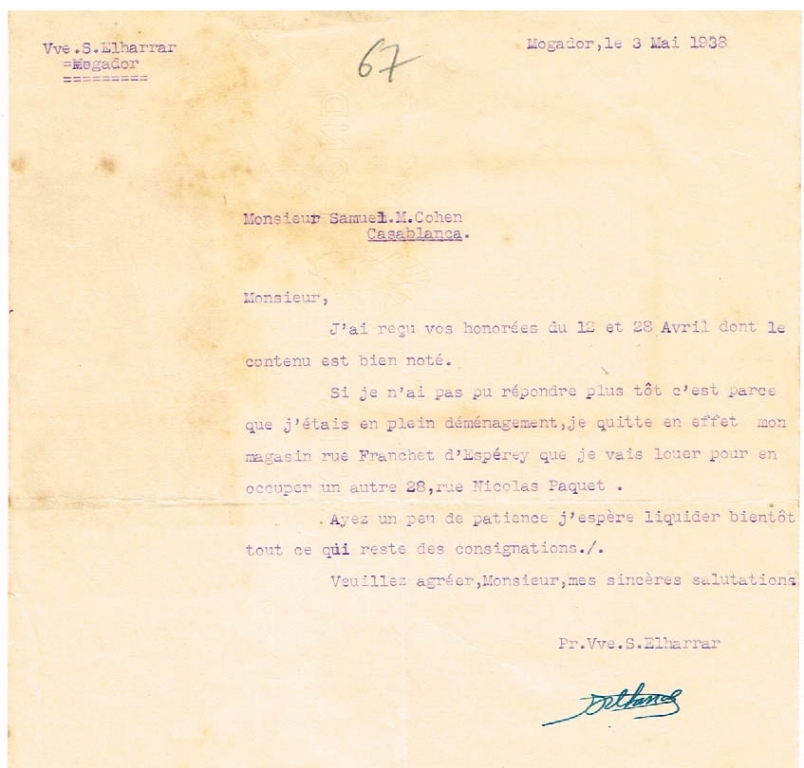 Vve.S.Elharrar
=Mogador
=========
67
Mogador,le 3 Mai 1938
Monsieur Samuel.M.Cohen
Casablanca.
Monsieur,
J'ai reçu vos honorées du 12 et 28 Avril dont le
contenu est bien noté.
Si je n'ai pas pu répondre plus tôt c'est parce
que j'étais en plein déménagement,je quitte en effet mon
magasin rue Franchet d'Espérey que je vais louer pour en
occuper un autre 28,rue Nicolas Paquet .
.Ayez un peu de patience j'espère liquider bientôt
tout ce qui reste des consignations./.
Veuillez agréer,Monsieur,mes sincères salutations
Pr.Vve.S.Elharrar